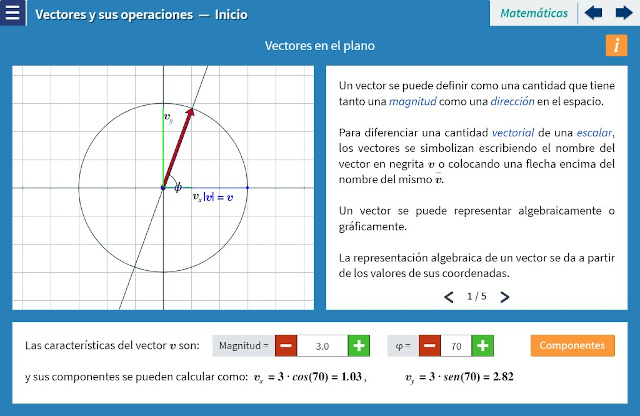 Vectores y sus operaciones — Inicio
Matemáticas
Vectores en el plano
i
v_y
ϕ
v_x |v| = v
Un vector se puede definir como una cantidad que tiene
tanto una magnitud como una dirección en el espacio.
Para diferenciar una cantidad vectorial de una escalar,
los vectores se simbolizan escribiendo el nombre del
vector en negrita v o colocando una flecha encima del
nombre del mismo v̅.
Un vector se puede representar algebraicamente o
gráficamente.
La representación algebraica de un vector se da a partir
de los valores de sus coordenadas.
< 1 / 5 >
Las características del vector v son: Magnitud = − 3.0 + φ = − 70 + Componentes
y sus componentes se pueden calcular como: v_x = 3 · cos(70) = 1.03 , v_y = 3 · sen(70) = 2.82